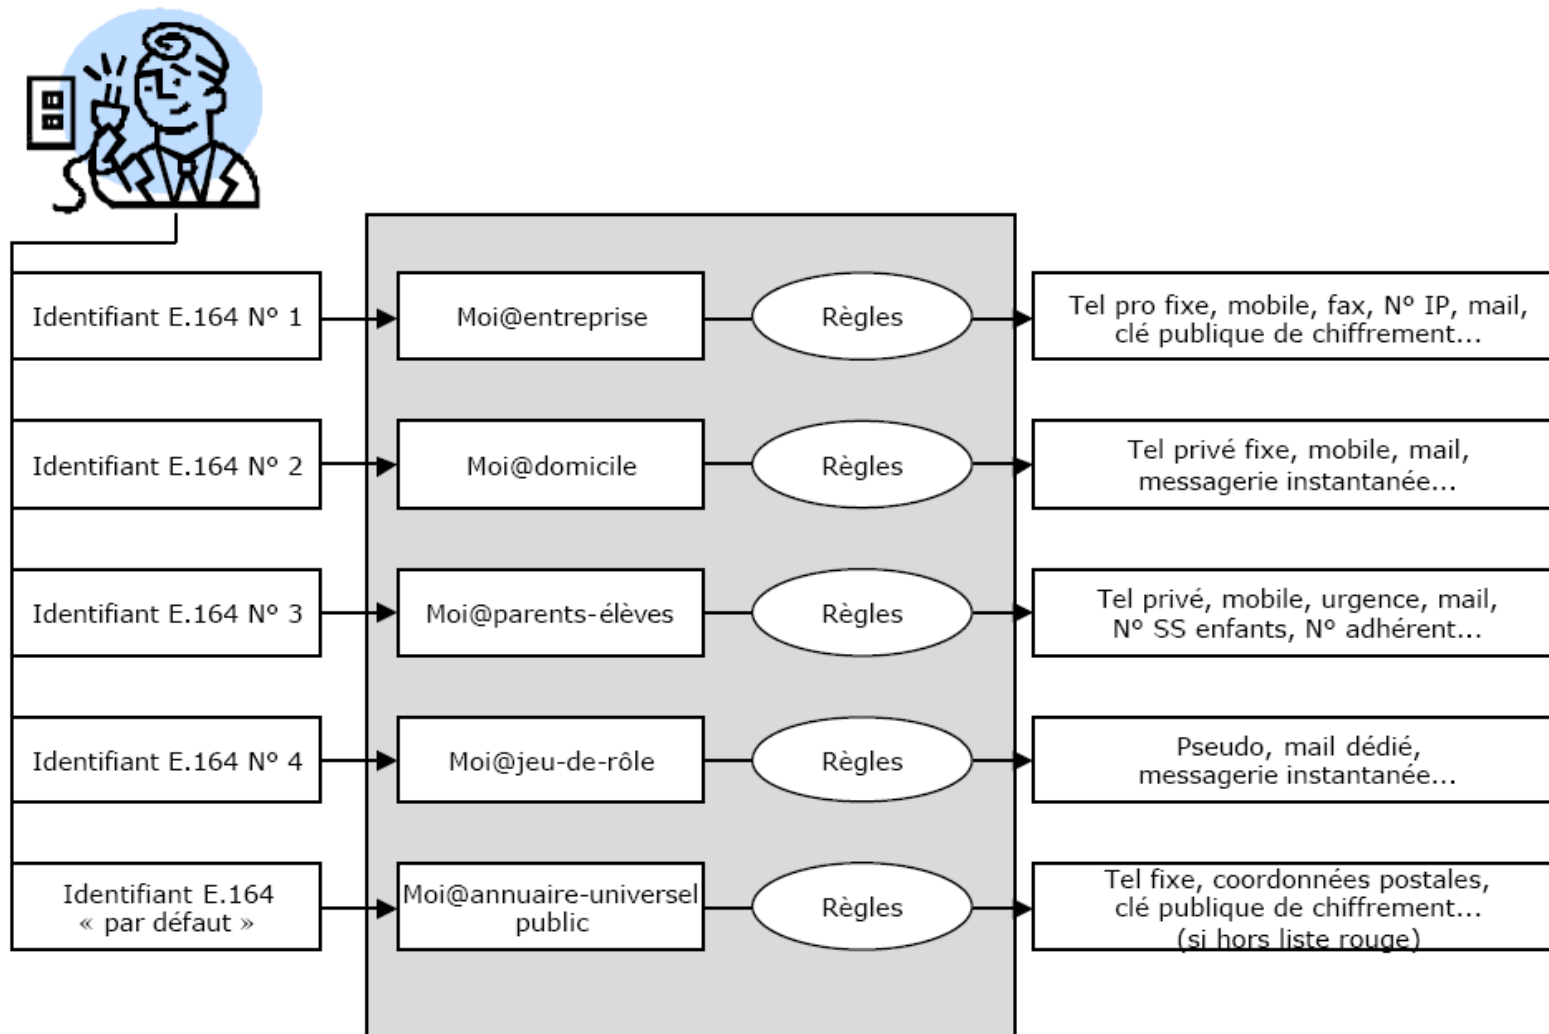 Identifiant E.164 N° 1
Moi@entreprise
Règles
Tel pro fixe, mobile, fax, N° IP, mail,
clé publique de chiffrement...
Identifiant E.164 N° 2
Moi@domicile
Règles
Tel privé fixe, mobile, mail,
messagerie instantanée...
Identifiant E.164 N° 3
Moi@parents-élèves
Règles
Tel privé, mobile, urgence, mail,
N° SS enfants, N° adhérent...
Identifiant E.164 N° 4
Moi@jeu-de-rôle
Règles
Pseudo, mail dédié,
messagerie instantanée...
Identifiant E.164
« par défaut »
Moi@annuaire-universel
public
Règles
Tel fixe, coordonnées postales,
clé publique de chiffrement...
(si hors liste rouge)